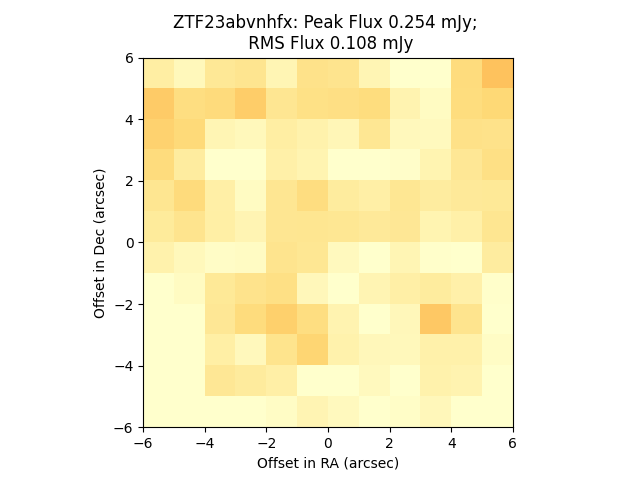 ZTF23abvnhfx: Peak Flux 0.254 mJy;
RMS Flux 0.108 mJy
6
4
2
0
−2
−4
−6
Offset in Dec (arcsec)
−6 −4 −2 0 2 4 6
Offset in RA (arcsec)